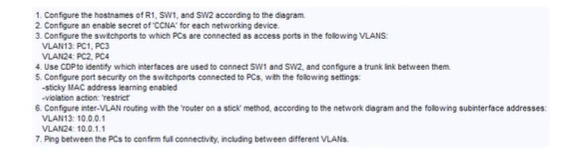 1. Configure the hostnames of R1, SW1, and SW2 according to the diagram.
2. Configure an enable secret of 'CCNA' for each networking device.
3. Configure the switchports to which PCs are connected as access ports in the following VLANS:
VLAN13: PC1, PC3
VLAN24: PC2, PC4
4. Use CDP to identify which interfaces are used to connect SW1 and SW2, and configure a trunk link between them.
5. Configure port security on the switchports connected to PCs, with the following settings:
-sticky MAC address learning enabled
-violation action: 'restrict'
6. Configure inter-VLAN routing with the 'router on a stick' method, according to the network diagram and the following subinterface addresses:
VLAN13: 10.0.0.1
VLAN24: 10.0.1.1
7. Ping between the PCs to confirm full connectivity, including between different VLANs.